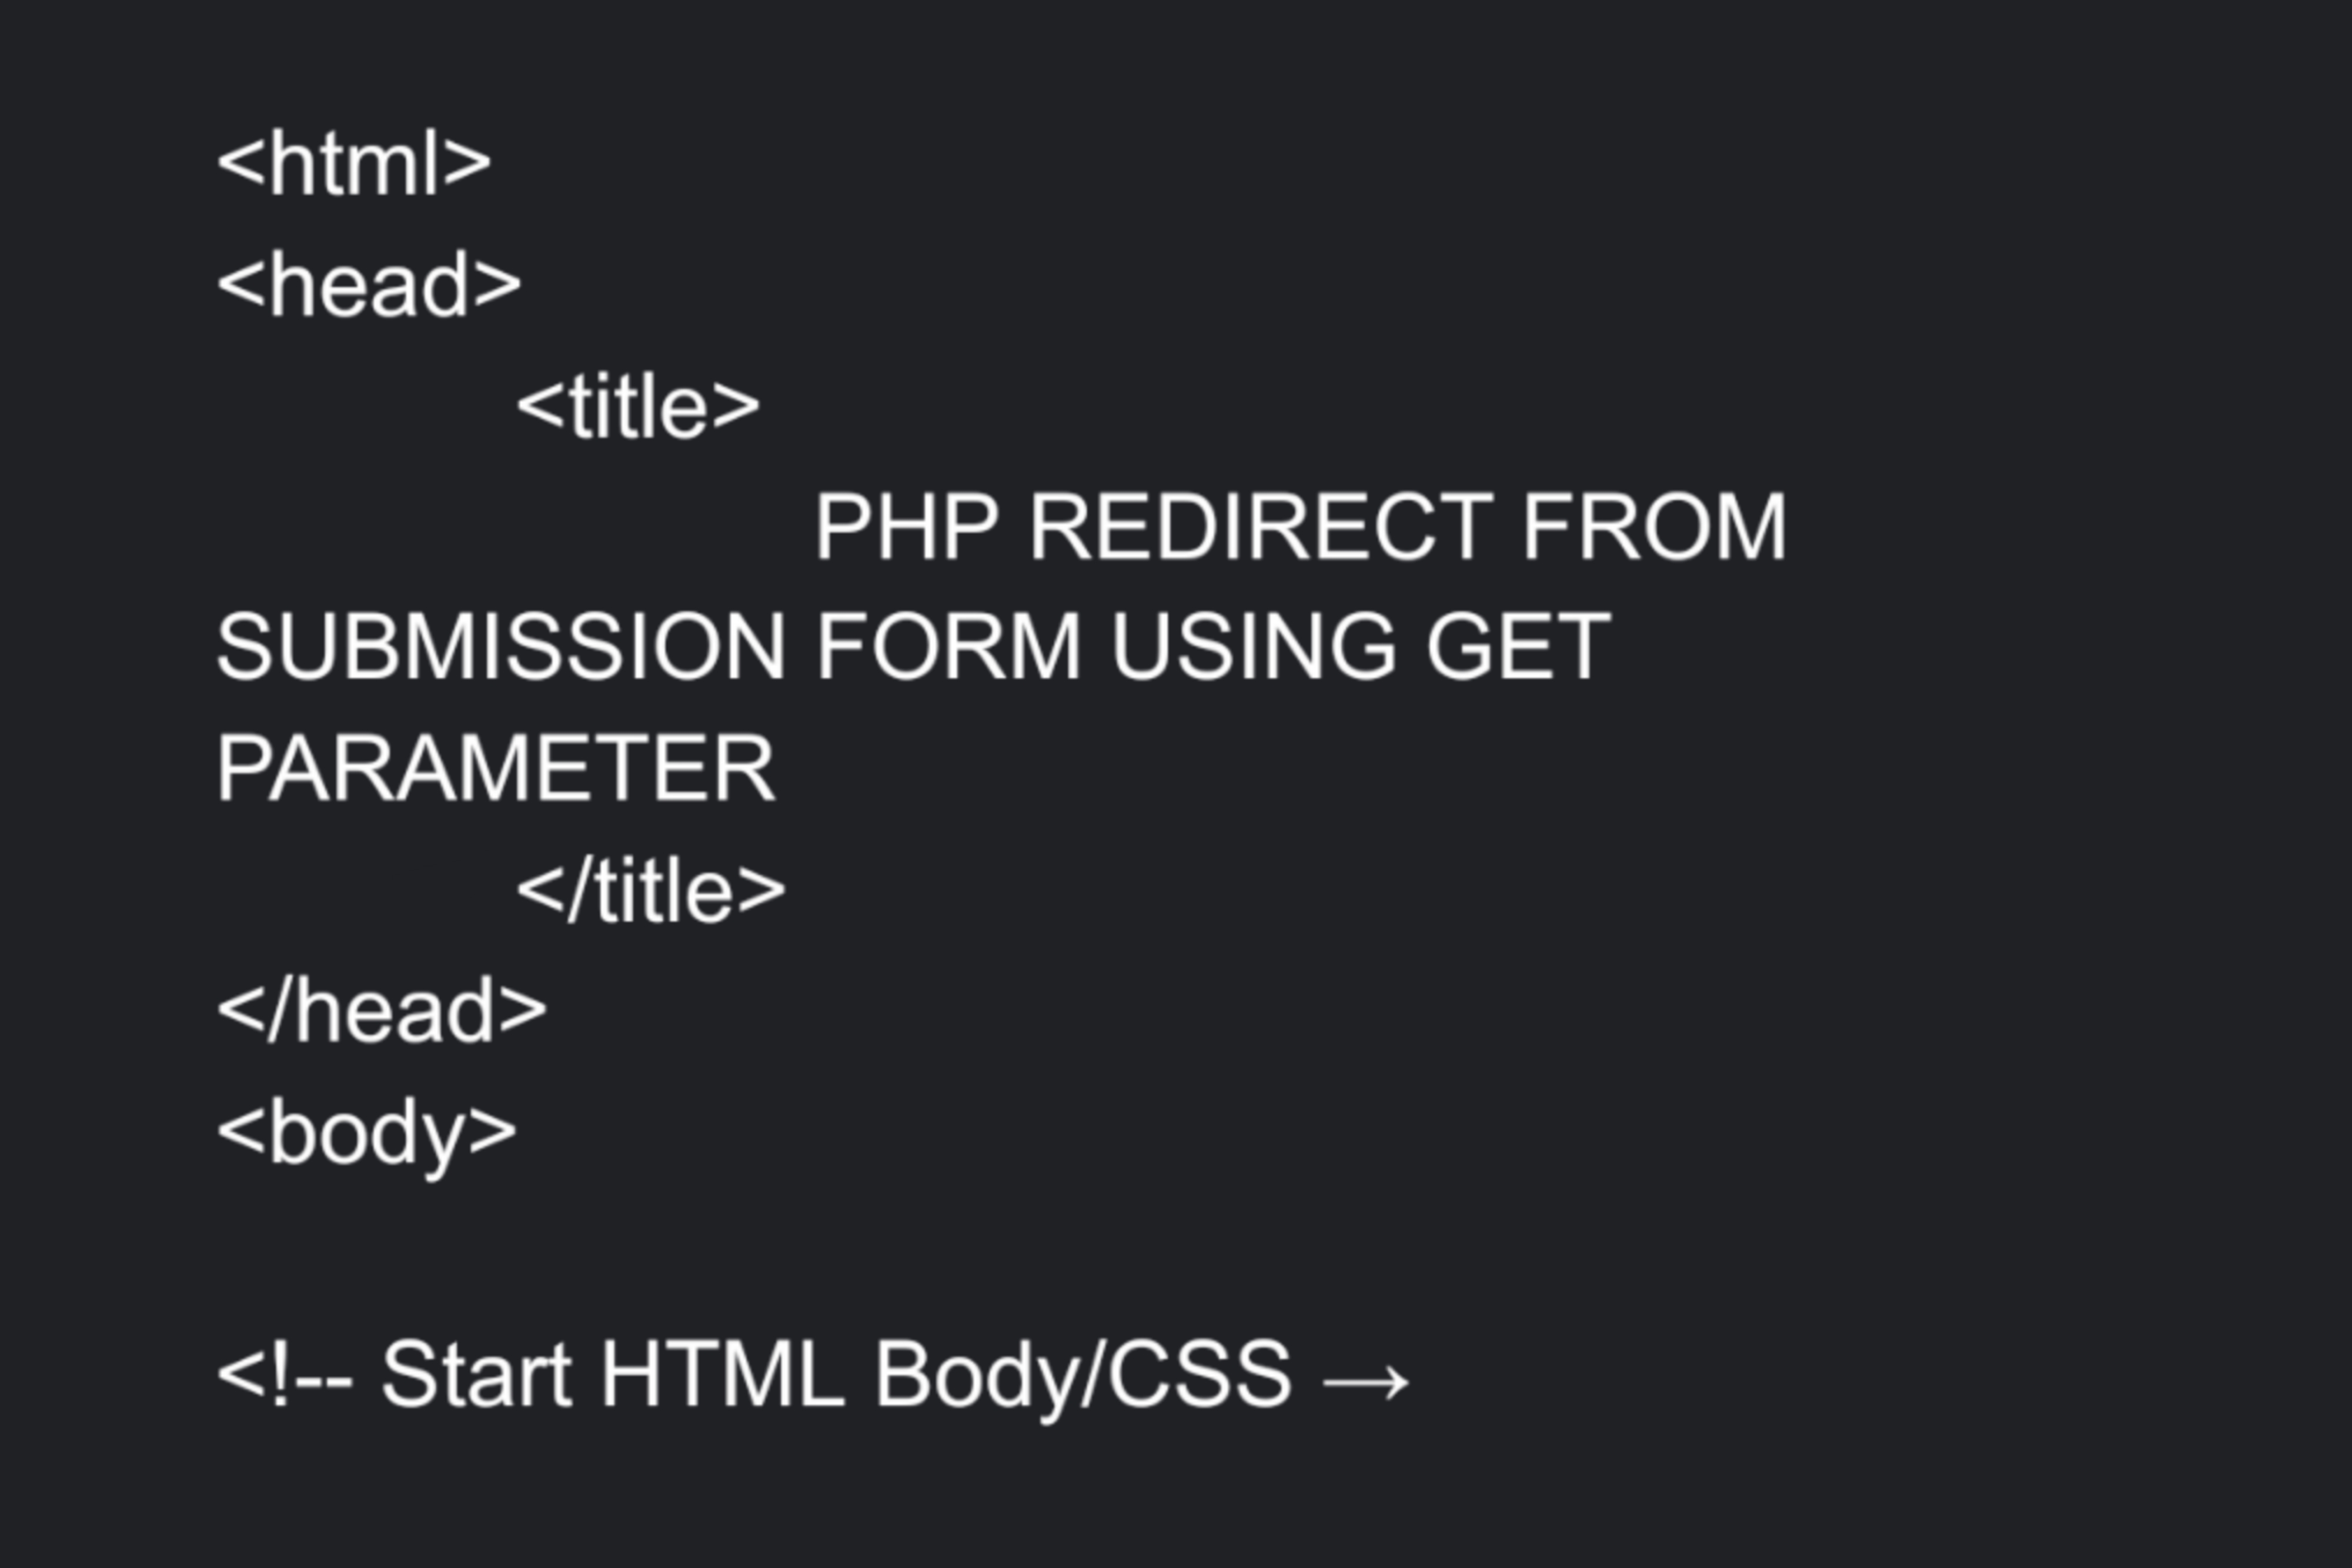 <html>
<head>
<title>
PHP REDIRECT FROM
SUBMISSION FORM USING GET
PARAMETER
</title>
</head>
<body>
<!-- Start HTML Body/CSS →